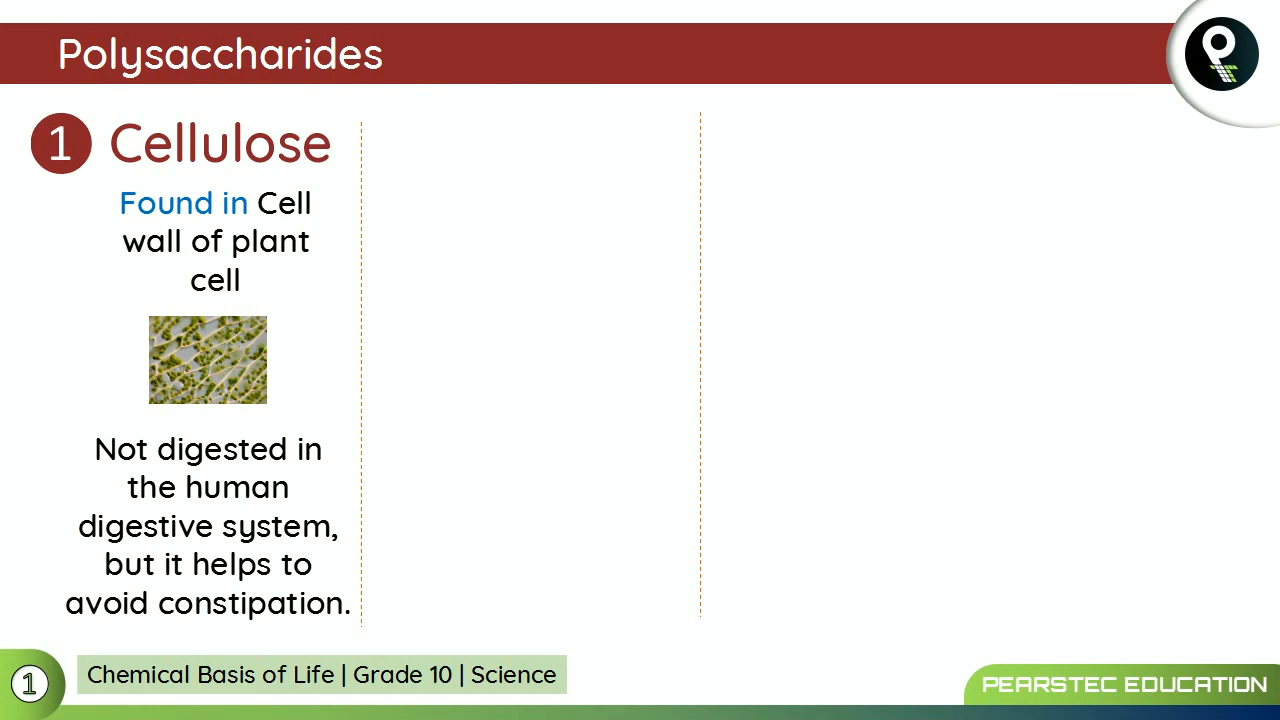 Polysaccharides
1 Cellulose
Found in Cell
wall of plant
cell
Not digested in
the human
digestive system,
but it helps to
avoid constipation.
1
Chemical Basis of Life | Grade 10 | Science
PEARSTEC EDUCATION